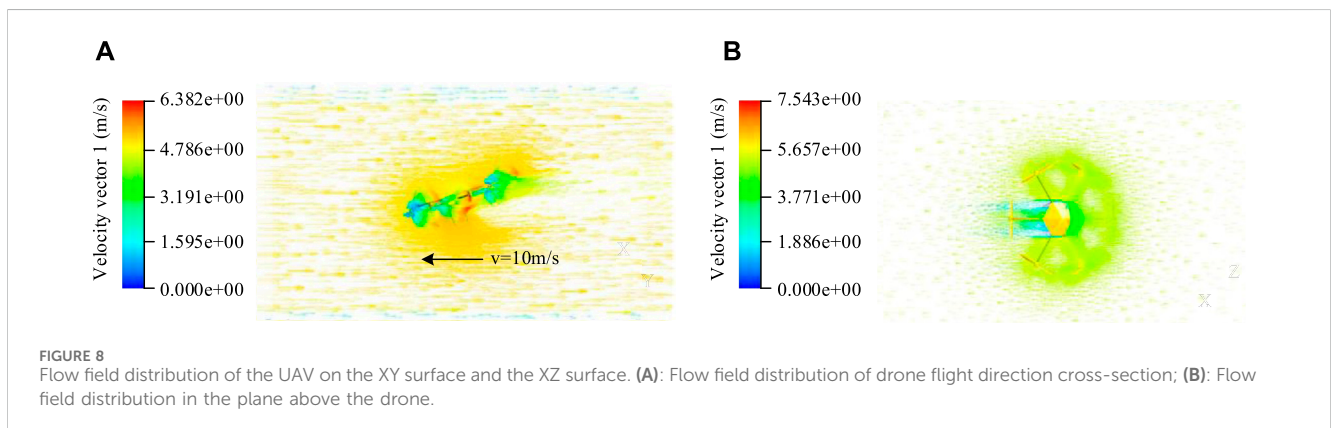 A
B
Velocity vector 1 (m/s)
6.382e+00
4.786e+00
3.191e+00
1.595e+00
0.000e+00
v=10m/s
X
Y
Velocity vector 1 (m/s)
7.543e+00
5.657e+00
3.771e+00
1.886e+00
0.000e+00
Z
X
FIGURE 8
Flow field distribution of the UAV on the XY surface and the XZ surface. (A): Flow field distribution of drone flight direction cross-section; (B): Flow
field distribution in the plane above the drone.